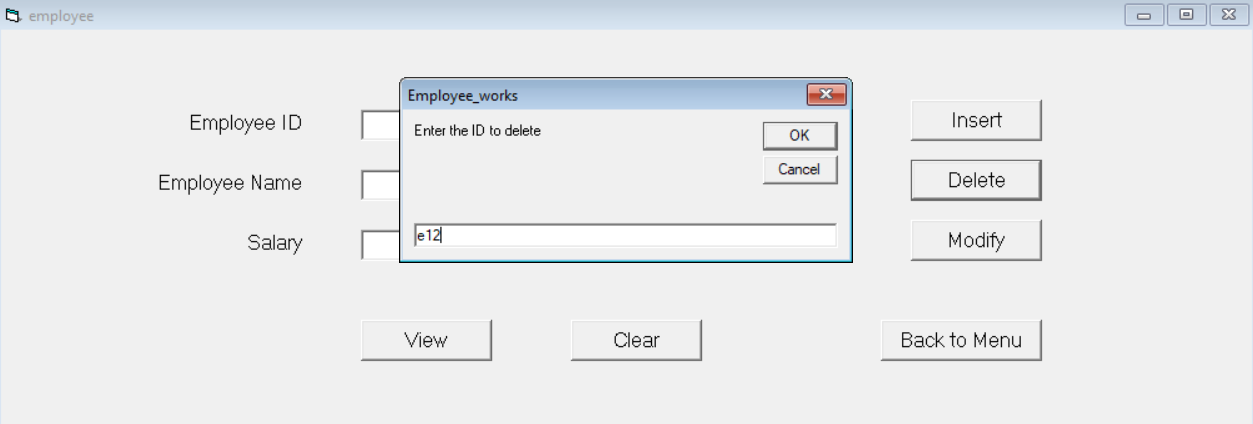 employee
Employee_works
Enter the ID to delete
OK
Cancel
e12
Employee ID
Employee Name
Salary
Insert
Delete
Modify
View
Clear
Back to Menu